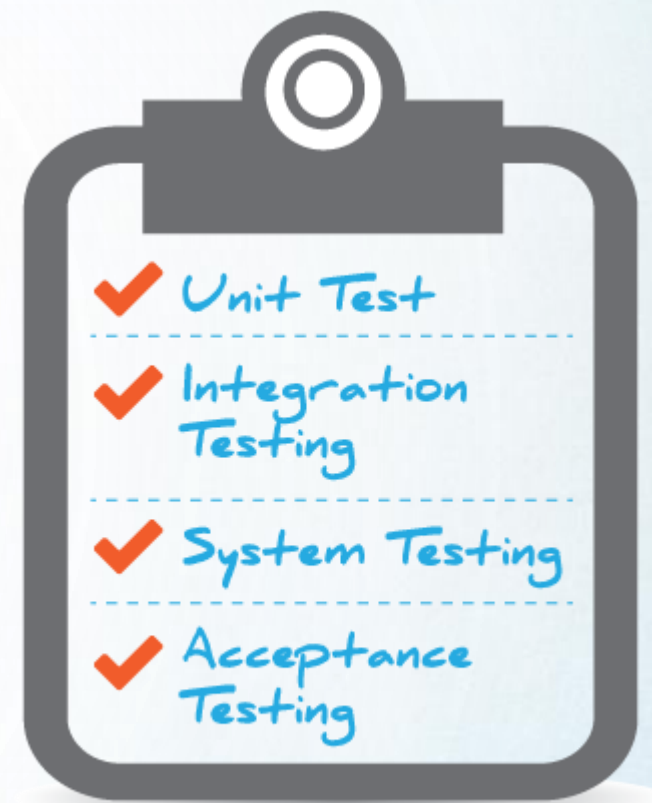 Unit Test
Integration
Testing
System Testing
Acceptance
Testing